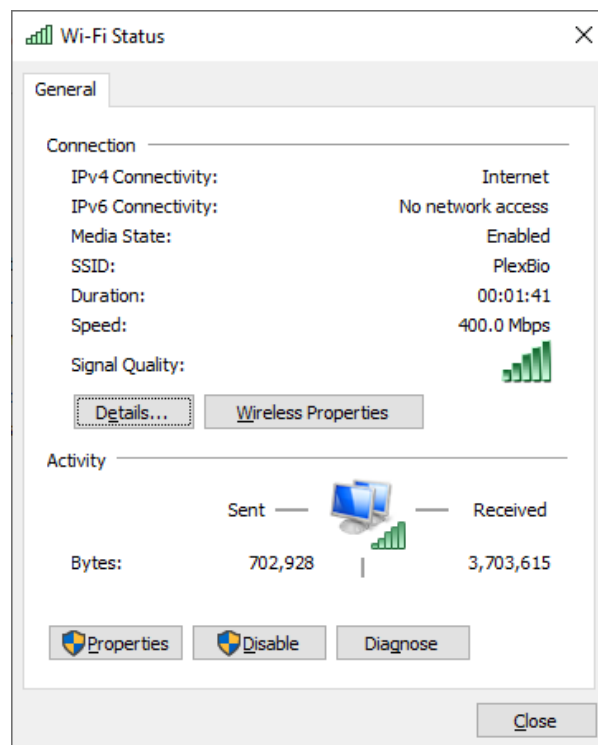 Wi-Fi Status
General
Connection
IPv4 Connectivity: Internet
IPv6 Connectivity: No network access
Media State: Enabled
SSID: PlexBio
Duration: 00:01:41
Speed: 400.0 Mbps
Signal Quality:
Details... Wireless Properties
Activity
Sent Received
Bytes: 702,928 3,703,615
Properties Disable Diagnose
Close